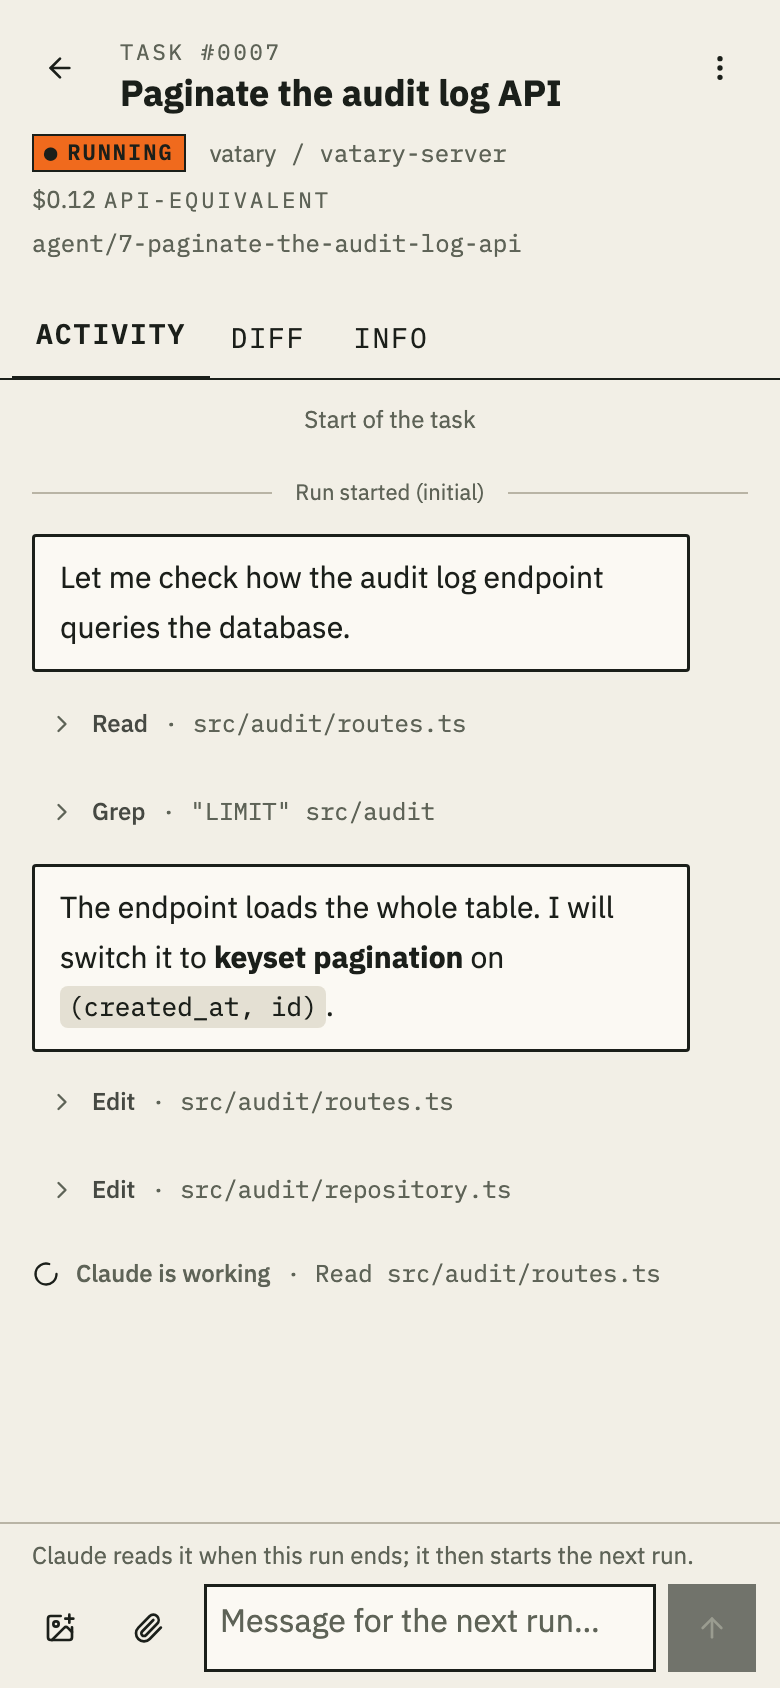 TASK #0007
Paginate the audit log API
RUNNING vatary / vatary-server
$0.12 API-EQUIVALENT
agent/7-paginate-the-audit-log-api
ACTIVITY DIFF INFO
Start of the task
Run started (initial)
Let me check how the audit log endpoint
queries the database.
Read · src/audit/routes.ts
Grep · "LIMIT" src/audit
The endpoint loads the whole table. I will
switch it to keyset pagination on
(created_at, id).
Edit · src/audit/routes.ts
Edit · src/audit/repository.ts
Claude is working · Read src/audit/routes.ts
Claude reads it when this run ends; it then starts the next run.
Message for the next run...